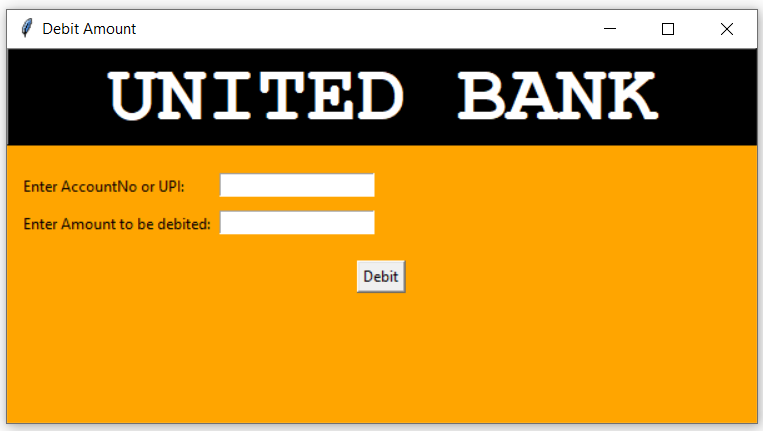 Debit Amount
UNITED BANK
Enter AccountNo or UPI:
Enter Amount to be debited:
Debit